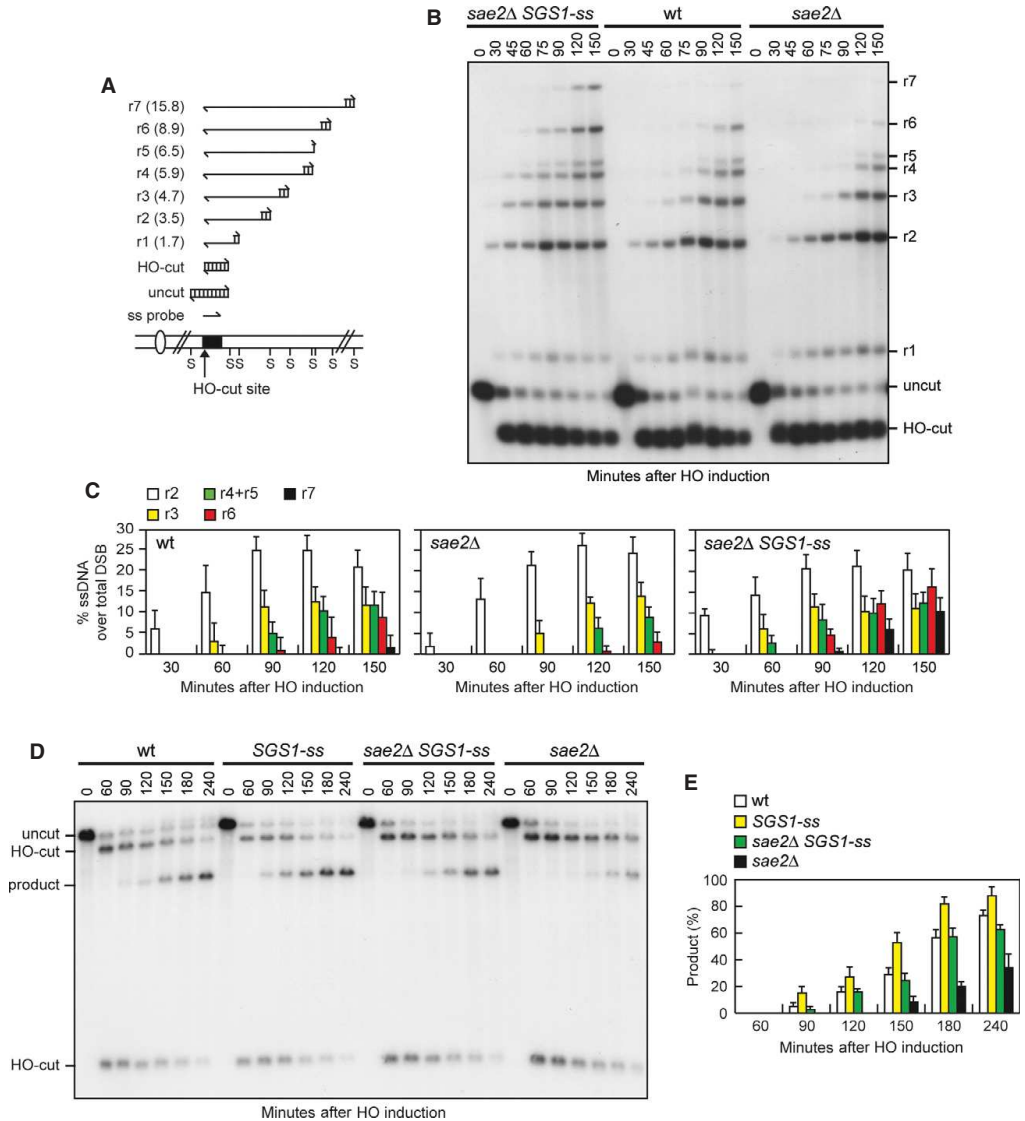 A
r7 (15.8)
r6 (8.9)
r5 (6.5)
r4 (5.9)
r3 (4.7)
r2 (3.5)
r1 (1.7)
HO-cut
uncut
ss probe
S S S S S S S S
HO-cut site
B
sae2Δ SGS1-ss wt sae2Δ
0 30 45 60 75 90 120 150 0 30 45 60 75 90 120 150 0 30 45 60 75 90 120 150
r7
r6
r5
r4
r3
r2
r1
uncut
HO-cut
Minutes after HO induction
C
r2 r4+r5 r7
r3 r6
% ssDNA over total DSB
30
25
20
15
10
5
0
wt
30 60 90 120 150
Minutes after HO induction
sae2Δ
30 60 90 120 150
Minutes after HO induction
sae2Δ SGS1-ss
30 60 90 120 150
Minutes after HO induction
D
wt SGS1-ss sae2Δ SGS1-ss sae2Δ
0 60 90 120 150 180 240 0 60 90 120 150 180 240 0 60 90 120 150 180 240 0 60 90 120 150 180 240
uncut
HO-cut
product
HO-cut
Minutes after HO induction
E
wt
SGS1-ss
sae2Δ SGS1-ss
sae2Δ
Product (%)
100
80
60
40
20
0
60 90 120 150 180 240
Minutes after HO induction